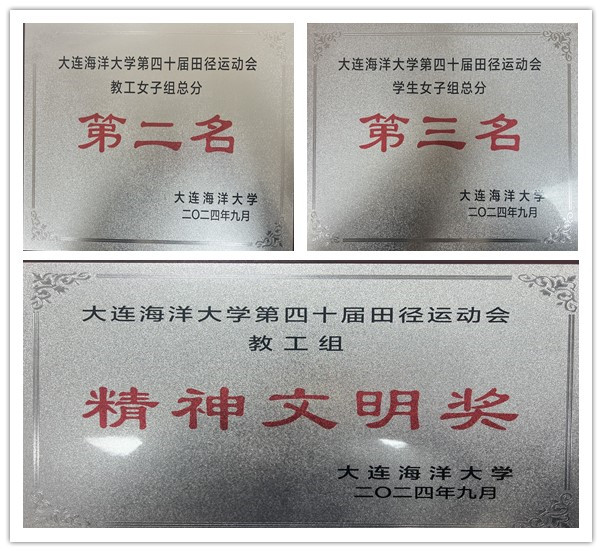 大连海洋大学第四十届田径运动会
教工女子组总分
第二名
大连海洋大学
二〇二四年九月
大连海洋大学第四十届田径运动会
学生女子组总分
第三名
大连海洋大学
二〇二四年九月
大连海洋大学第四十届田径运动会
教工组
精神文明奖
大连海洋大学
二〇二四年九月